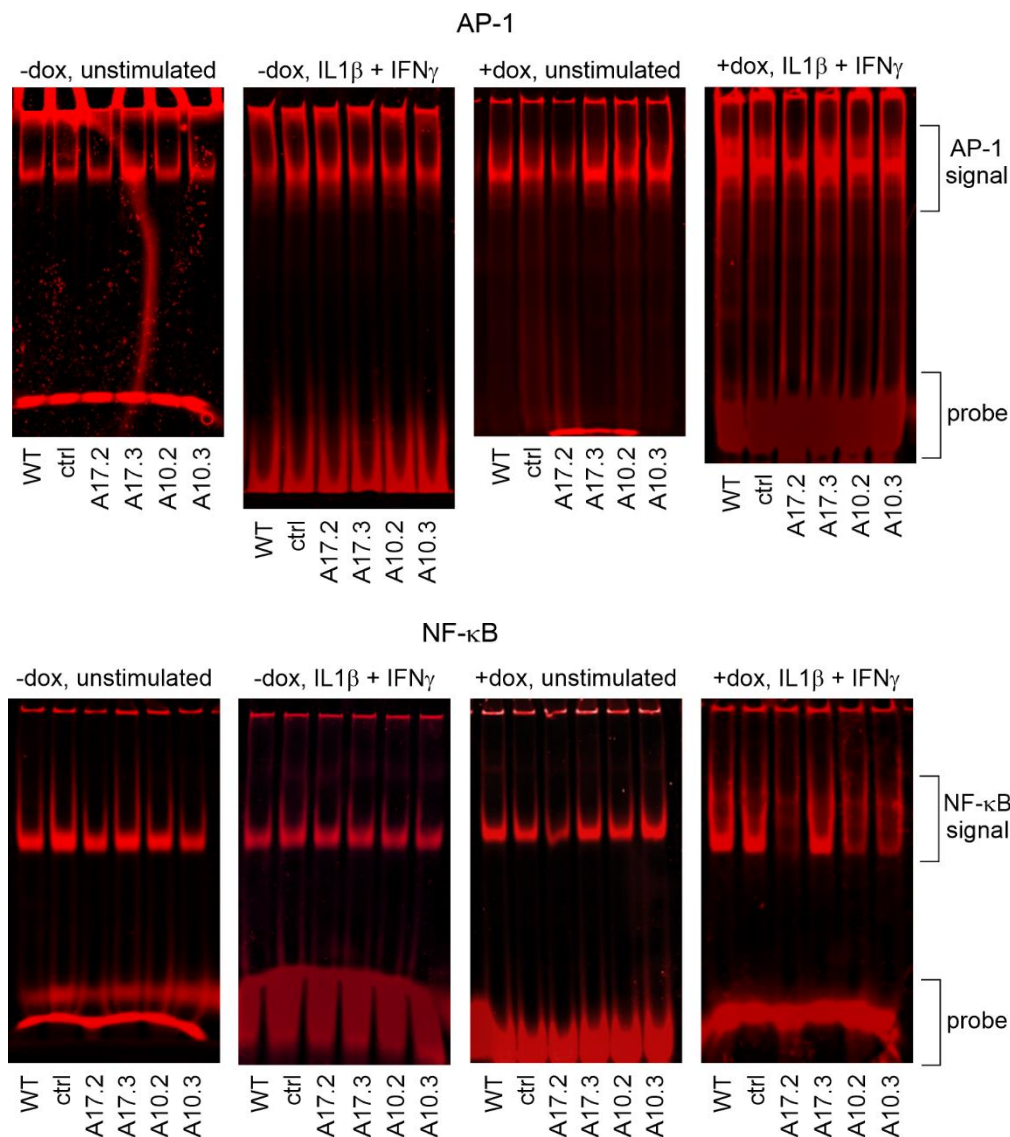 AP-1
-dox, unstimulated
-dox, IL1β + IFNγ
+dox, unstimulated
+dox, IL1β + IFNγ
AP-1
signal
probe
WT
ctrl
A17.2
A17.3
A10.2
A10.3
WT
ctrl
A17.2
A17.3
A10.2
A10.3
WT
ctrl
A17.2
A17.3
A10.2
A10.3
WT
ctrl
A17.2
A17.3
A10.2
A10.3
NF-κB
-dox, unstimulated
-dox, IL1β + IFNγ
+dox, unstimulated
+dox, IL1β + IFNγ
NF-κB
signal
probe
WT
ctrl
A17.2
A17.3
A10.2
A10.3
WT
ctrl
A17.2
A17.3
A10.2
A10.3
WT
ctrl
A17.2
A17.3
A10.2
A10.3
WT
ctrl
A17.2
A17.3
A10.2
A10.3